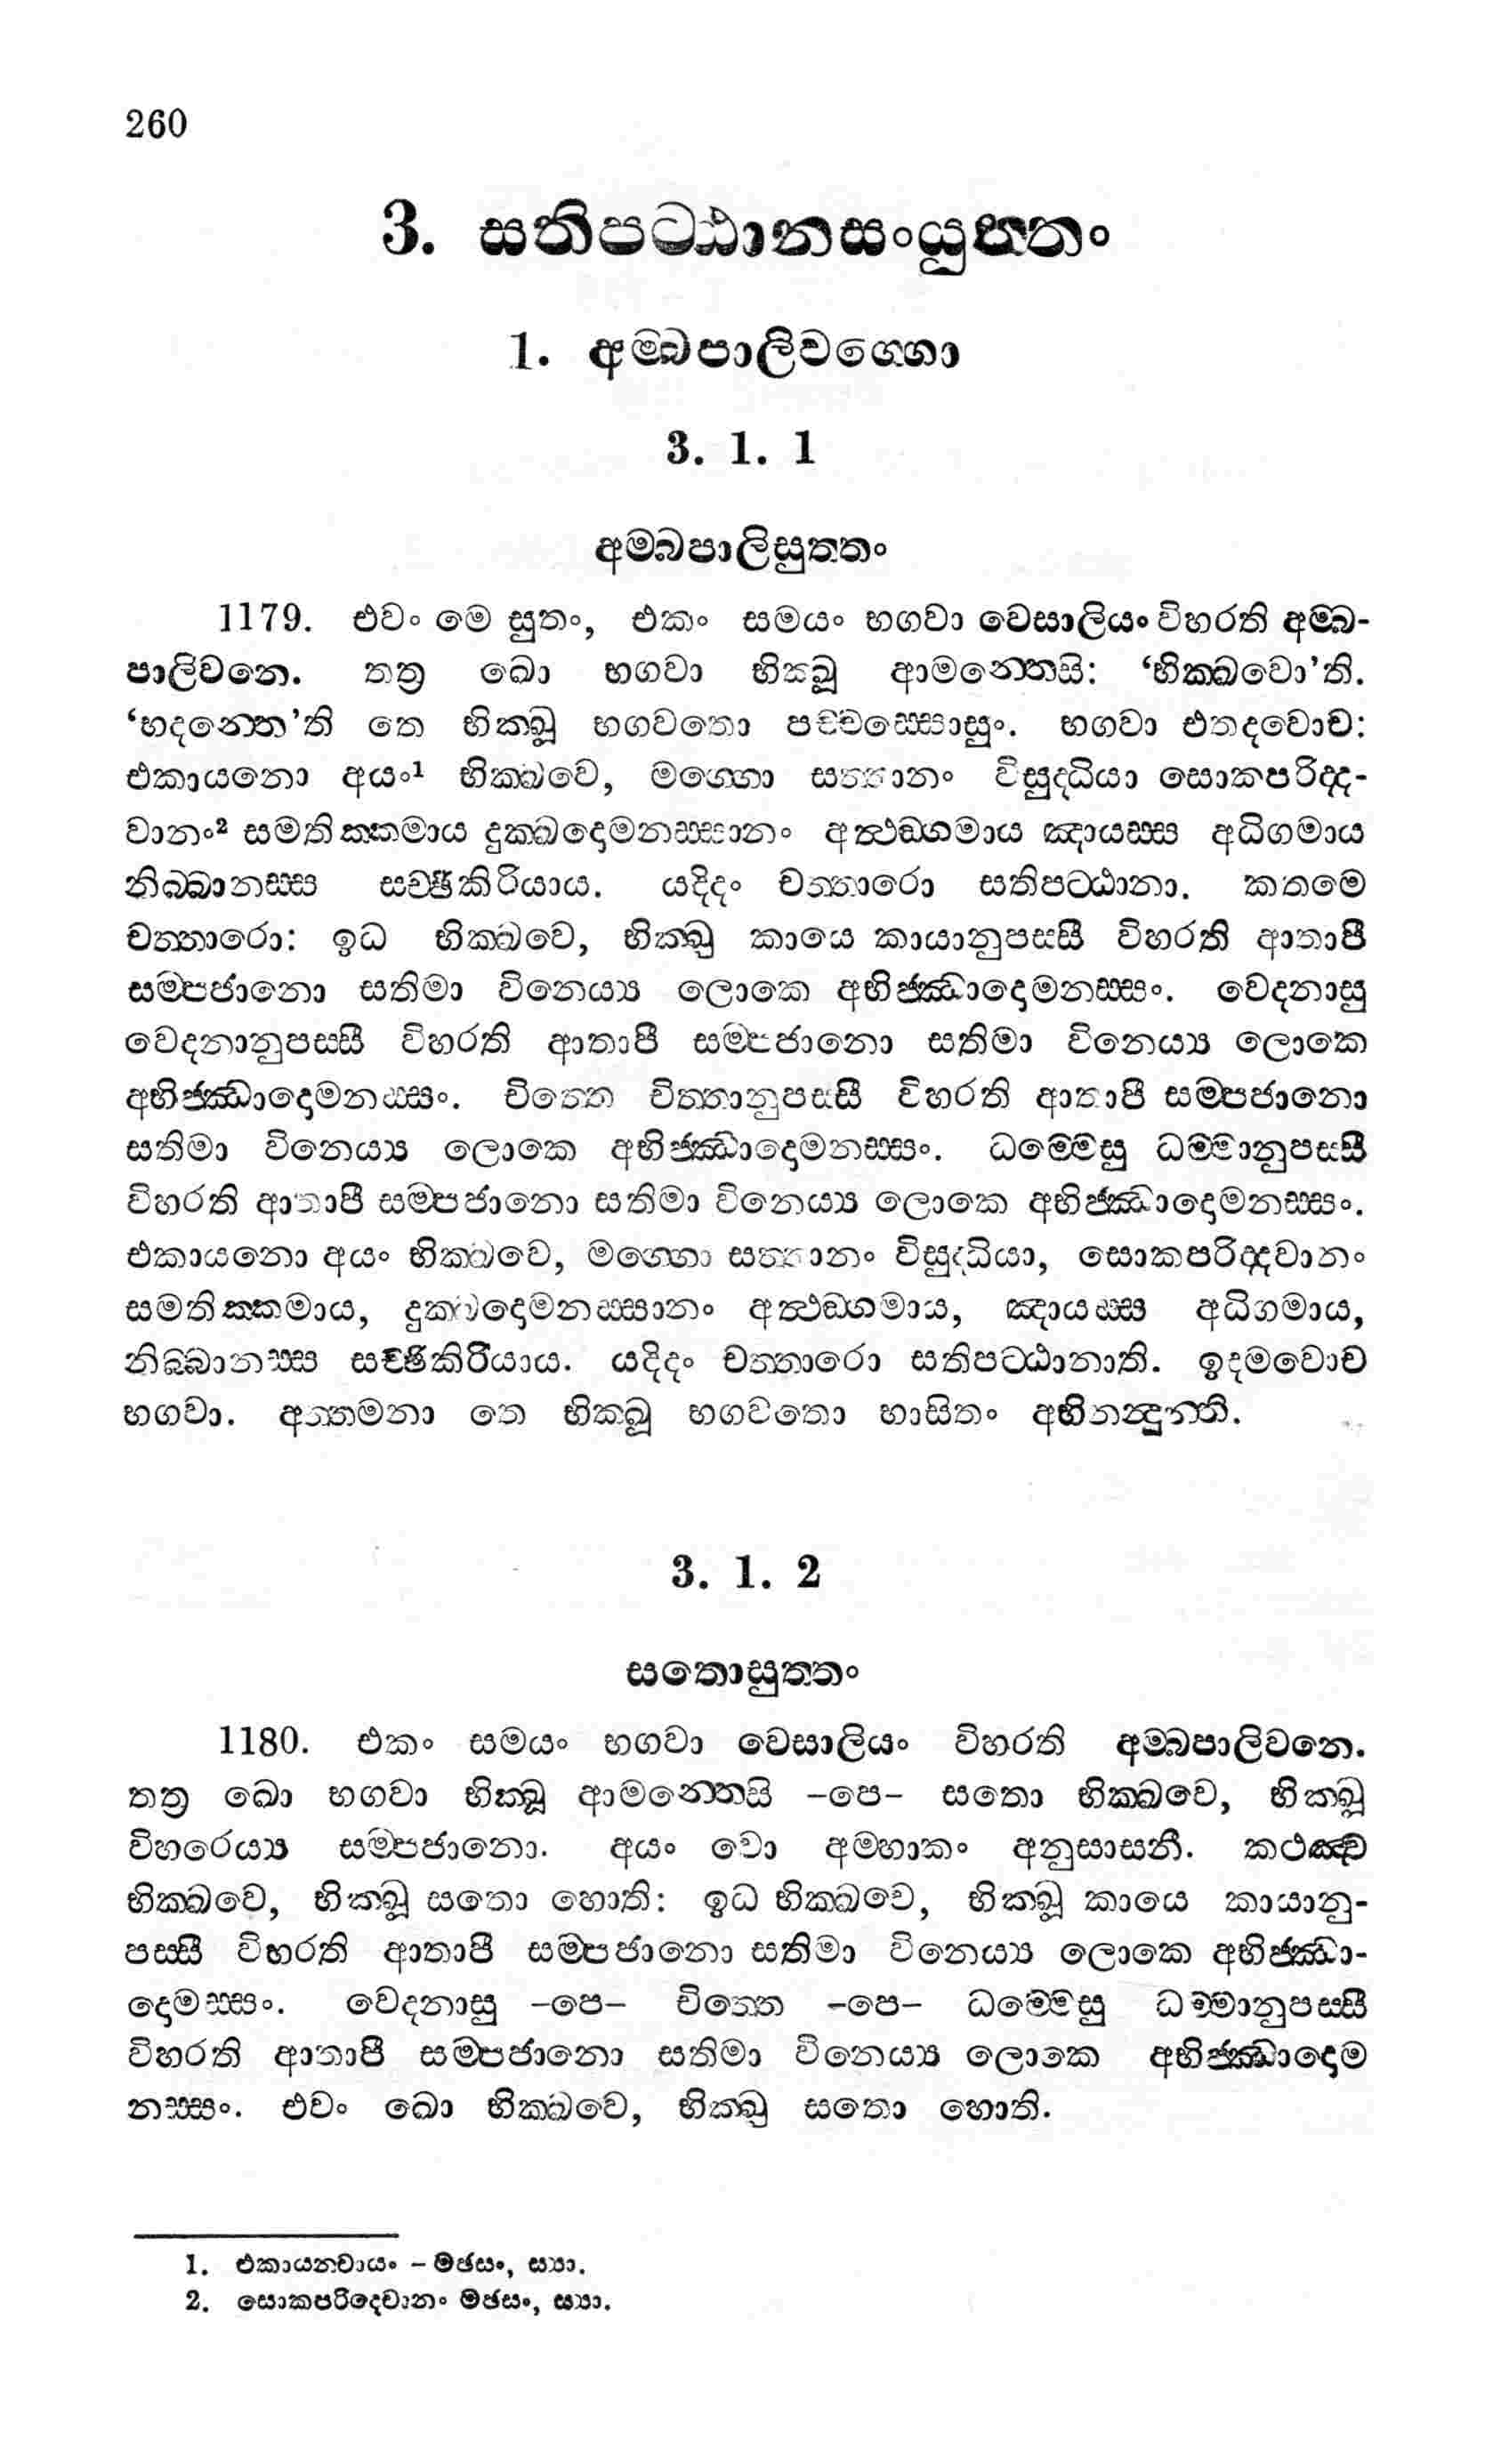 260
3. සතිපට්ඨානසංයුත්තං
1. අම්බපාලිවග්ගො
3. 1. 1
අම්බපාලිසුත්තං
1179. එවං මෙ සුතං, එකං සමයං භගවා වෙසාලියං විහරති අම්බ-
පාලිවනෙ. තත්‍ර ඛො භගවා භික්ඛූ ආමන්තෙසි: ‘භික්ඛවො’ති.
‘භදන්තෙ’ති තෙ භික්ඛූ භගවතො පච්චස්සොසුං. භගවා එතදවොච:
එකායනො අයං¹ භික්ඛවෙ, මග්ගො සත්තානං විසුද්ධියා සොකපරිද්ද-
වානං² සමතික්කමාය දුක්ඛදොමනස්සානං අත්ථඞ්ගමාය ඤායස්ස අධිගමාය
නිබ්බානස්ස සච්ඡිකිරියාය. යදිදං චත්තාරො සතිපට්ඨානා. කතමෙ
චත්තාරො: ඉධ භික්ඛවෙ, භික්ඛු කායෙ කායානුපස්සී විහරති ආතාපී
සම්පජානො සතිමා විනෙය්‍ය ලොකෙ අභිජ්ඣාදොමනස්සං. වෙදනාසු
වෙදනානුපස්සී විහරති ආතාපී සම්පජානො සතිමා විනෙය්‍ය ලොකෙ
අභිජ්ඣාදොමනස්සං. චිත්තෙ චිත්තානුපස්සී විහරති ආතාපී සම්පජානො
සතිමා විනෙය්‍ය ලොකෙ අභිජ්ඣාදොමනස්සං. ධම්මෙසු ධම්මානුපස්සී
විහරති ආතාපී සම්පජානො සතිමා විනෙය්‍ය ලොකෙ අභිජ්ඣාදොමනස්සං.
එකායනො අයං භික්ඛවෙ, මග්ගො සත්තානං විසුද්ධියා, සොකපරිද්දවානං
සමතික්කමාය, දුක්ඛදොමනස්සානං අත්ථඞ්ගමාය, ඤායස්ස අධිගමාය,
නිබ්බානස්ස සච්ඡිකිරියාය. යදිදං චත්තාරො සතිපට්ඨානාති. ඉදමවොච
භගවා. අත්තමනා තෙ භික්ඛූ භගවතො භාසිතං අභිනන්දුන්ති.
3. 1. 2
සතොසුත්තං
1180. එකං සමයං භගවා වෙසාලියං විහරති අම්බපාලිවනෙ.
තත්‍ර ඛො භගවා භික්ඛූ ආමන්තෙසි –පෙ– සතො භික්ඛවෙ, භික්ඛූ
විහරෙය්‍ය සම්පජානො. අයං වො අම්හාකං අනුසාසනී. කථඤ්ච
භික්ඛවෙ, භික්ඛූ සතො හොති: ඉධ භික්ඛවෙ, භික්ඛූ කායෙ කායානු-
පස්සී විහරති ආතාපී සම්පජානො සතිමා විනෙය්‍ය ලොකෙ අභිජ්ඣා-
දොමස්සං. වෙදනාසු –පෙ– චිත්තෙ –පෙ– ධම්මෙසු ධම්මානුපස්සී
විහරති ආතාපී සම්පජානො සතිමා විනෙය්‍ය ලොකෙ අභිජ්ඣාදොම
නස්සං. එවං ඛො භික්ඛවෙ, භික්ඛු සතො හොති.
1. එකායනවායං – මඡසං, ස්‍යා.
2. සොකපරිදෙවානං මඡසං, ස්‍යා.